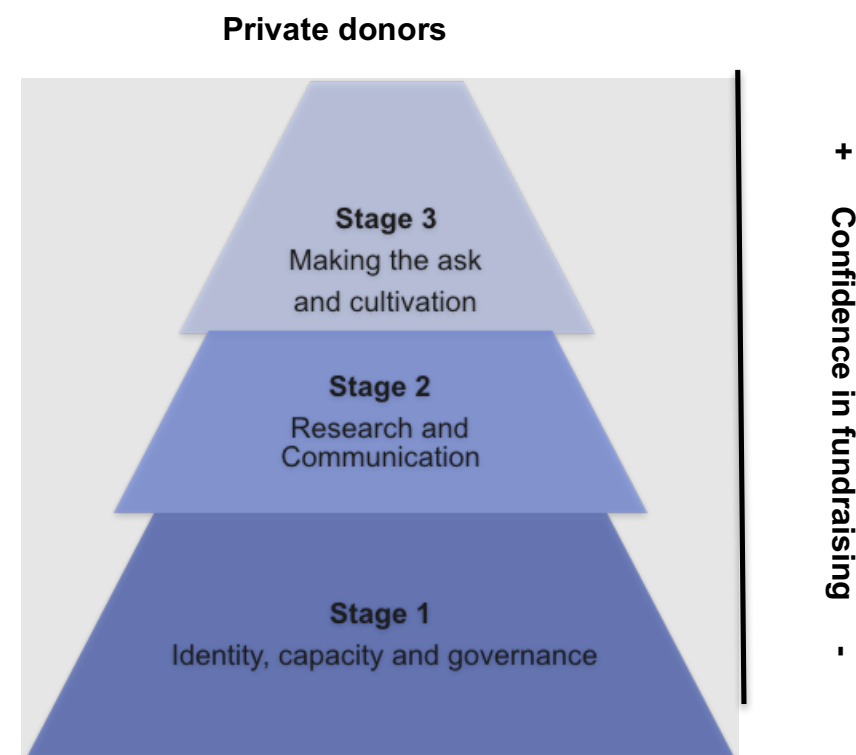 Private donors
Stage 3
Making the ask
and cultivation
Stage 2
Research and
Communication
Stage 1
Identity, capacity and governance
+ Confidence in fundraising -